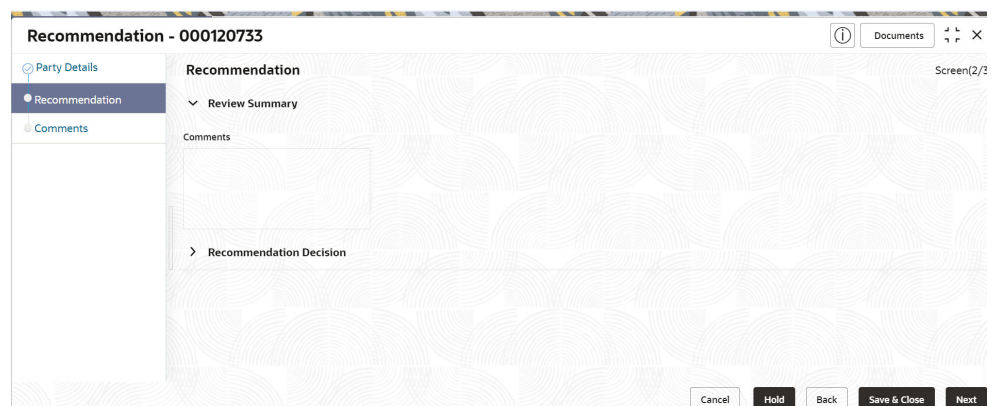 Recommendation - 000120733
Documents
Party Details
Recommendation
Comments
Recommendation
Screen(2/3
Review Summary
Comments
Recommendation Decision
Cancel
Hold
Back
Save & Close
Next